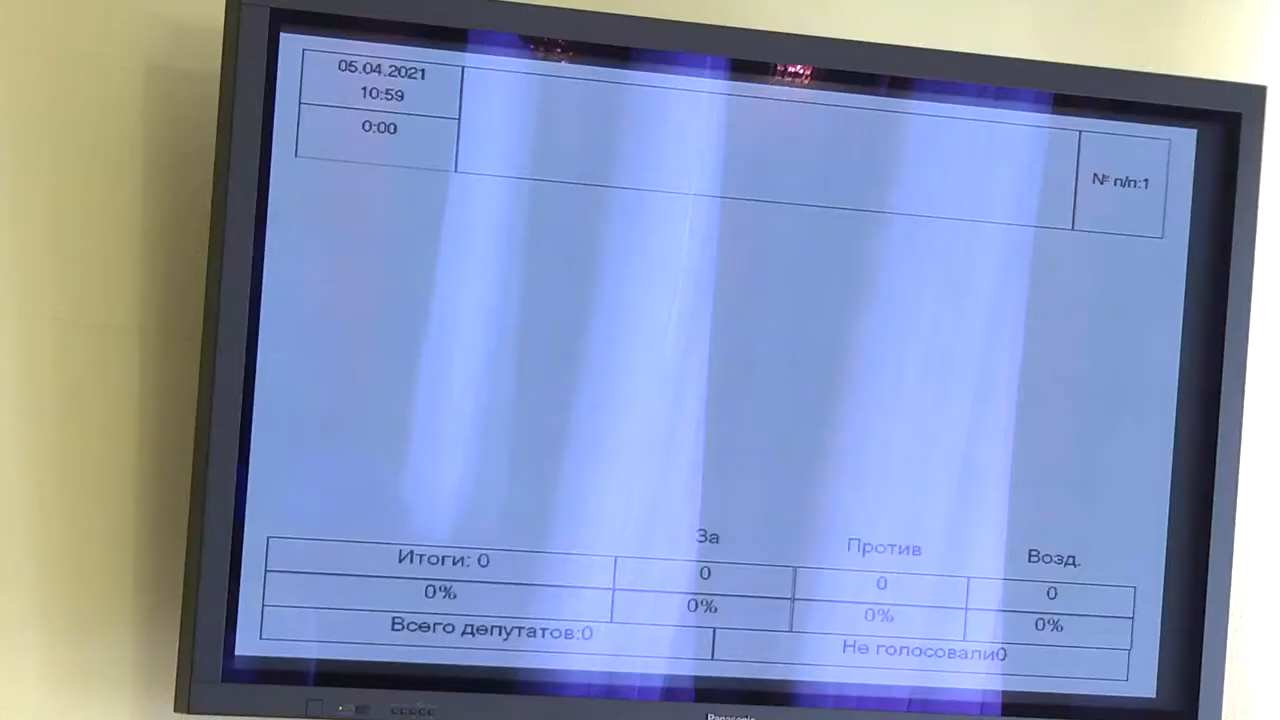 05.04.2021
10:59
0:00
№ п/п:1
За Против Возд.
Итоги: 0 0 0 0
0% 0% 0% 0%
Всего депутатов:0 Не голосовали0
Panasonic